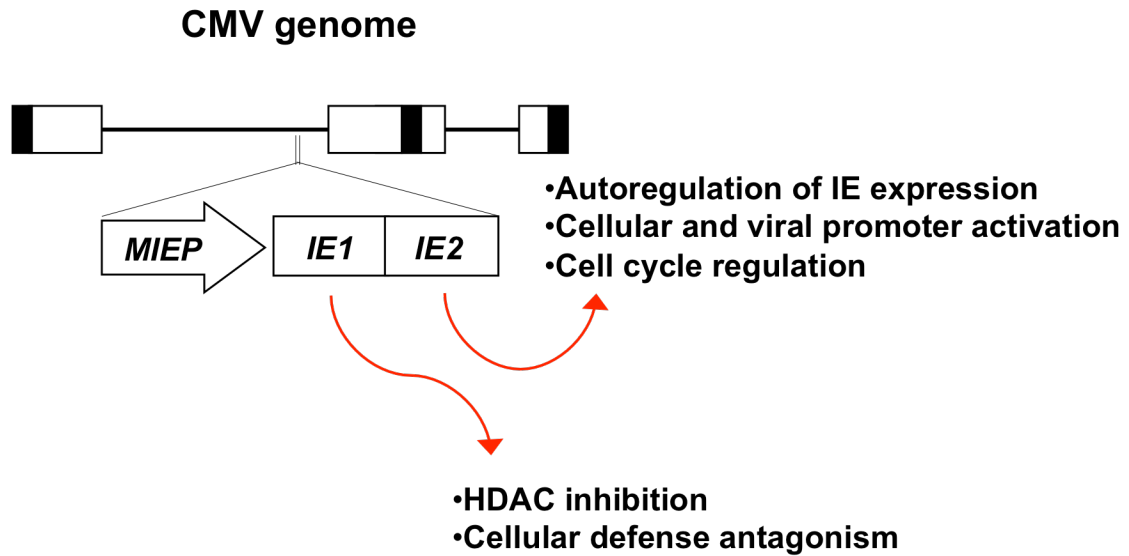 CMV genome
•Autoregulation of IE expression
•Cellular and viral promoter activation
•Cell cycle regulation
MIEP
IE1
IE2
•HDAC inhibition
•Cellular defense antagonism